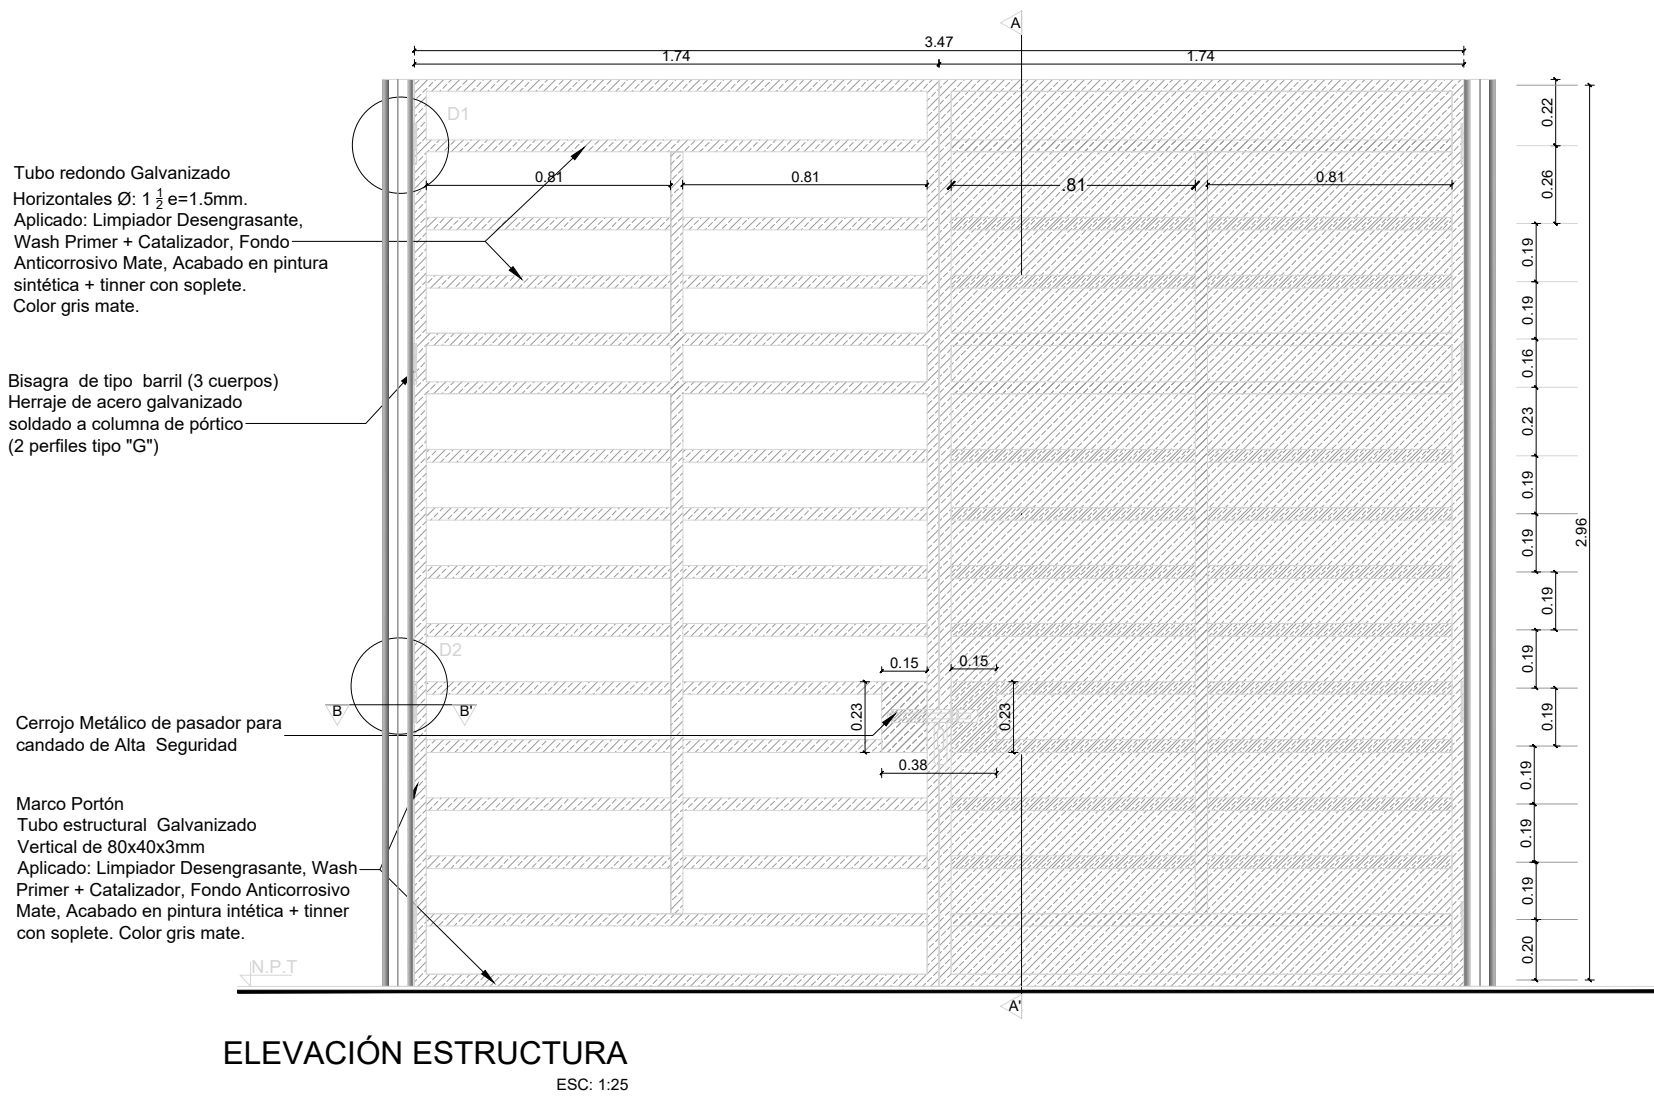 A
3.47
1.74
1.74
D1
Tubo redondo Galvanizado
Horizontales Ø: 1 1/2 e=1.5mm.
Aplicado: Limpiador Desengrasante,
Wash Primer + Catalizador, Fondo
Anticorrosivo Mate, Acabado en pintura
sintética + tinner con soplete.
Color gris mate.
0.81
0.81
.81
0.81
0.22
0.26
0.19
0.19
0.16
0.23
0.19
0.19
0.19
0.19
0.19
0.19
0.19
0.19
0.20
2.96
Bisagra de tipo barril (3 cuerpos)
Herraje de acero galvanizado
soldado a columna de pórtico
(2 perfiles tipo "G")
D2
B
B'
0.15
0.15
0.23
0.23
0.38
Cerrojo Metálico de pasador para
candado de Alta Seguridad
Marco Portón
Tubo estructural Galvanizado
Vertical de 80x40x3mm
Aplicado: Limpiador Desengrasante, Wash
Primer + Catalizador, Fondo Anticorrosivo
Mate, Acabado en pintura intética + tinner
con soplete. Color gris mate.
N.P.T
A'
ELEVACIÓN ESTRUCTURA
ESC: 1:25